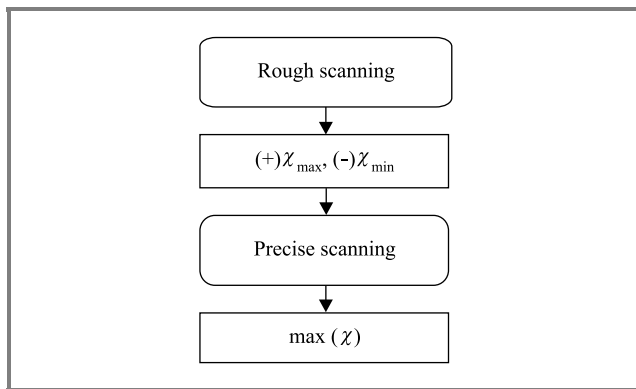 Rough scanning
(+)χmax, (-)χmin
Precise scanning
max (χ)